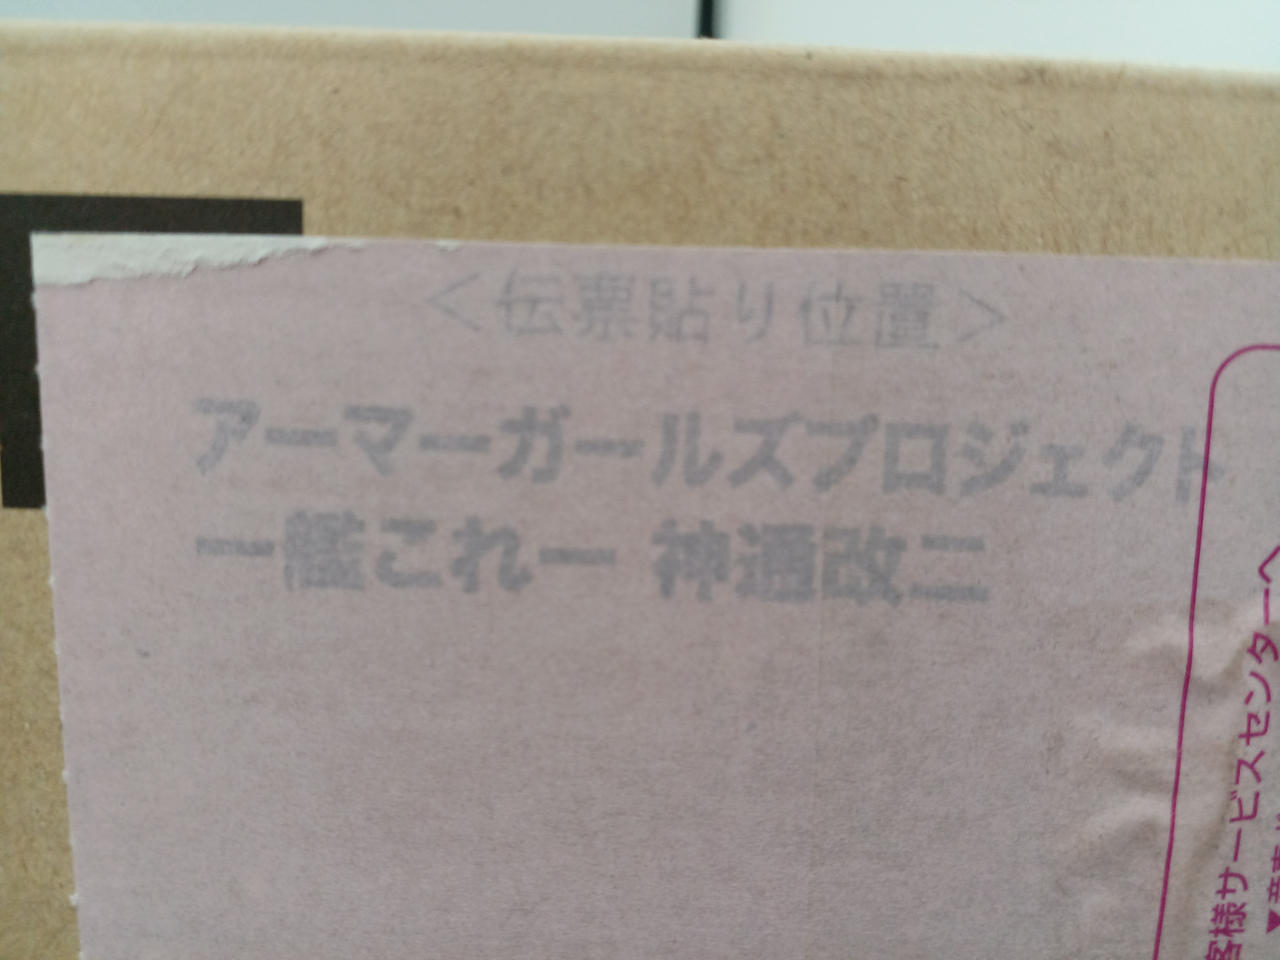 ＜伝票貼り位置＞
アーマーガールズプロジェクト
ー艦これー 神通改二
客様サービスセンターへ